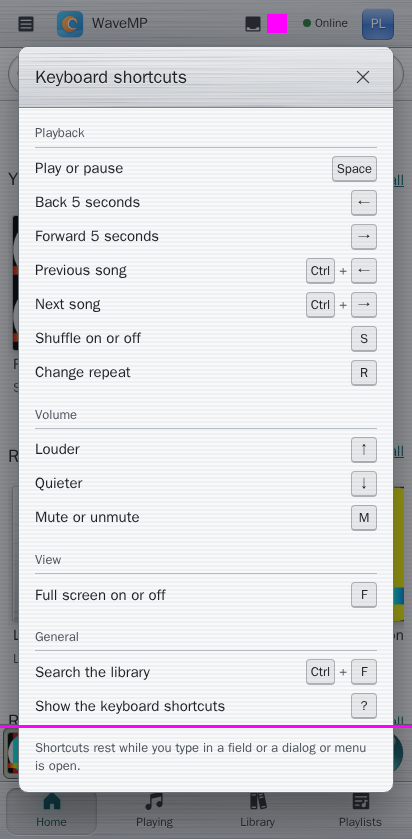 WaveMP
Online
PL
Keyboard shortcuts
Playback
Play or pause Space
Back 5 seconds ←
Forward 5 seconds →
Previous song Ctrl + ←
Next song Ctrl + →
Shuffle on or off S
Change repeat R
Volume
Louder ↑
Quieter ↓
Mute or unmute M
View
Full screen on or off F
General
Search the library Ctrl + F
Show the keyboard shortcuts ?
Shortcuts rest while you type in a field or a dialog or menu
is open.
Home Playing Library Playlists